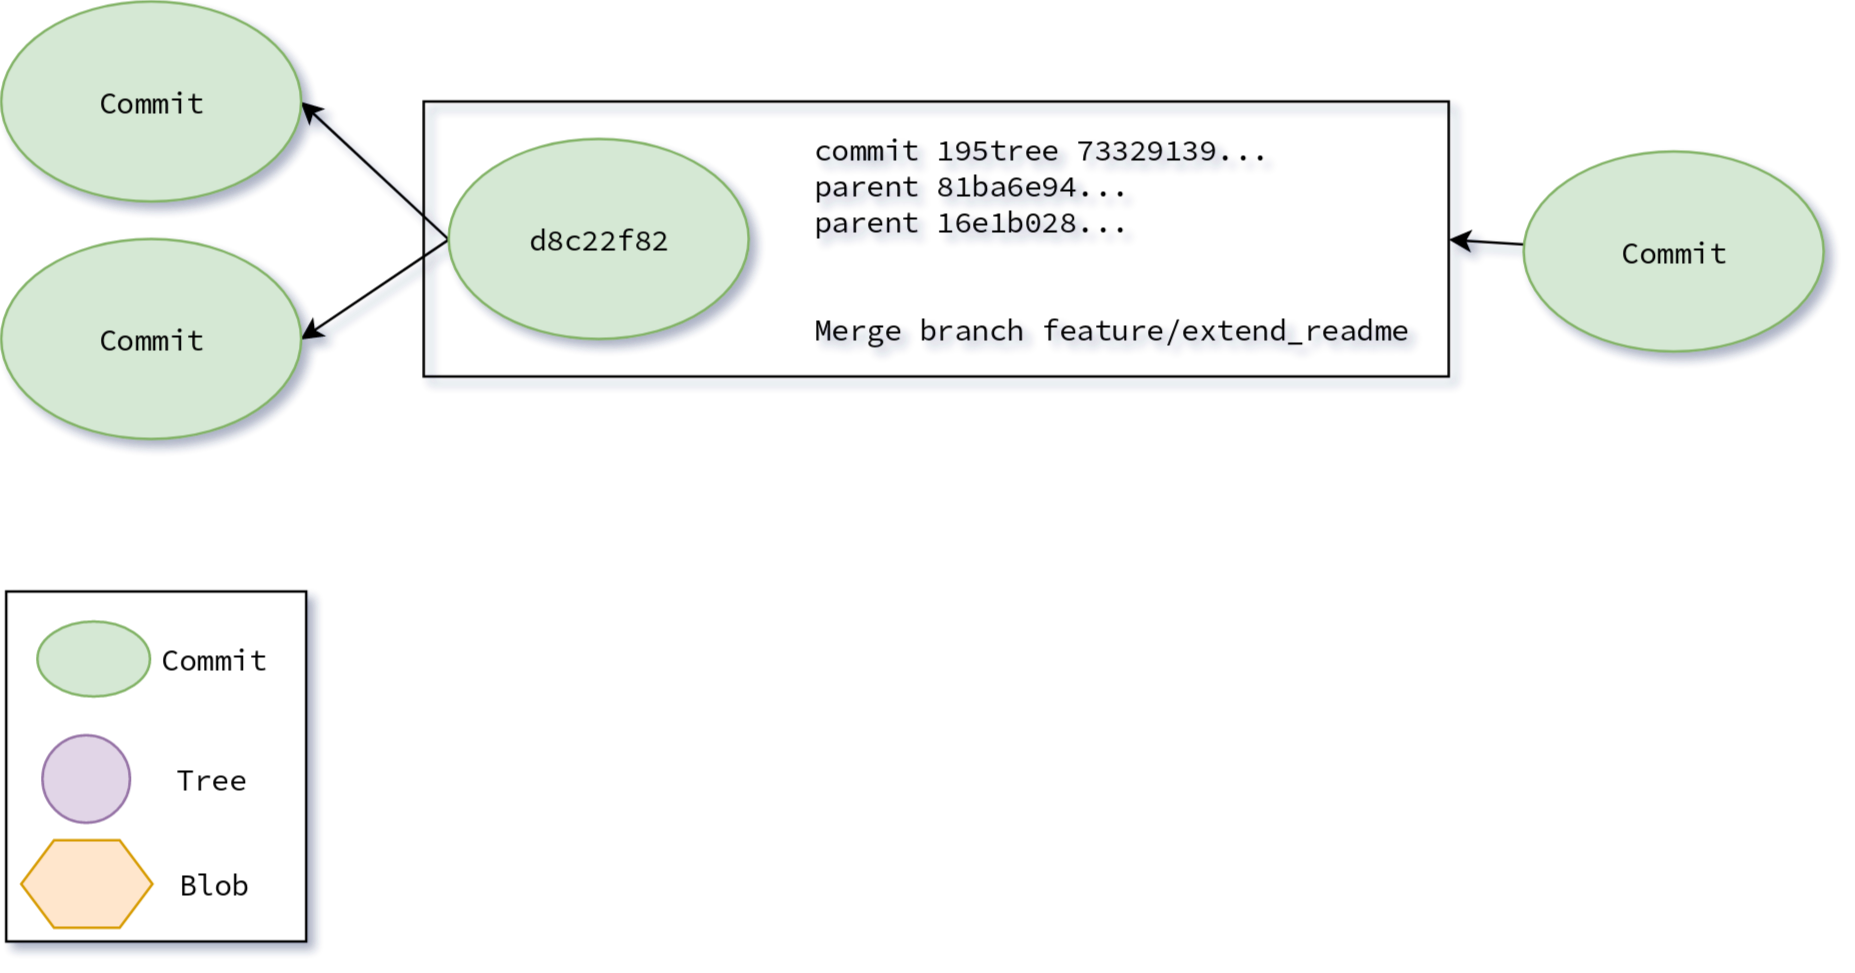 Commit
Commit
d8c22f82
commit 195tree 73329139...
parent 81ba6e94...
parent 16e1b028...
Merge branch feature/extend_readme
Commit
Commit
Tree
Blob